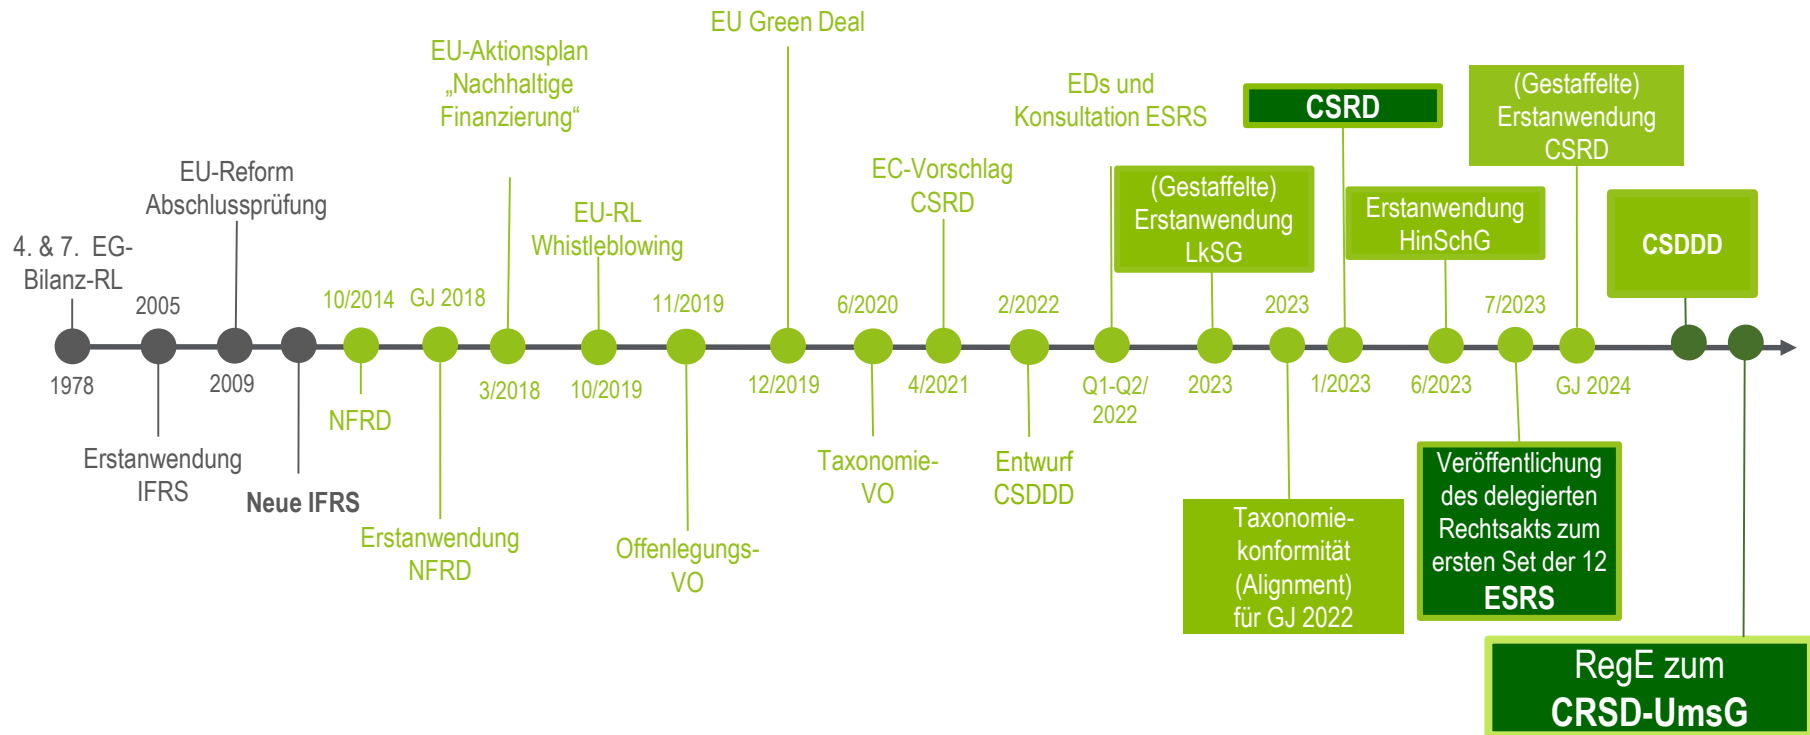 4. & 7. EG-
Bilanz-RL
1978
2005
Erstanwendung
IFRS
EU-Reform
Abschlussprüfung
2009
Neue IFRS
10/2014
NFRD
GJ 2018
Erstanwendung
NFRD
EU-Aktionsplan
„Nachhaltige
Finanzierung“
3/2018
EU-RL
Whistleblowing
10/2019
11/2019
Offenlegungs-
VO
EU Green Deal
12/2019
6/2020
Taxonomie-
VO
EC-Vorschlag
CSRD
4/2021
2/2022
Entwurf
CSDDD
EDs und
Konsultation ESRS
Q1-Q2/
2022
(Gestaffelte)
Erstanwendung
LkSG
2023
2023
Taxonomie-
konformität
(Alignment)
für GJ 2022
CSRD
1/2023
Erstanwendung
HinSchG
6/2023
7/2023
Veröffentlichung
des delegierten
Rechtsakts zum
ersten Set der 12
ESRS
(Gestaffelte)
Erstanwendung
CSRD
GJ 2024
CSDDD
RegE zum
CRSD-UmsG